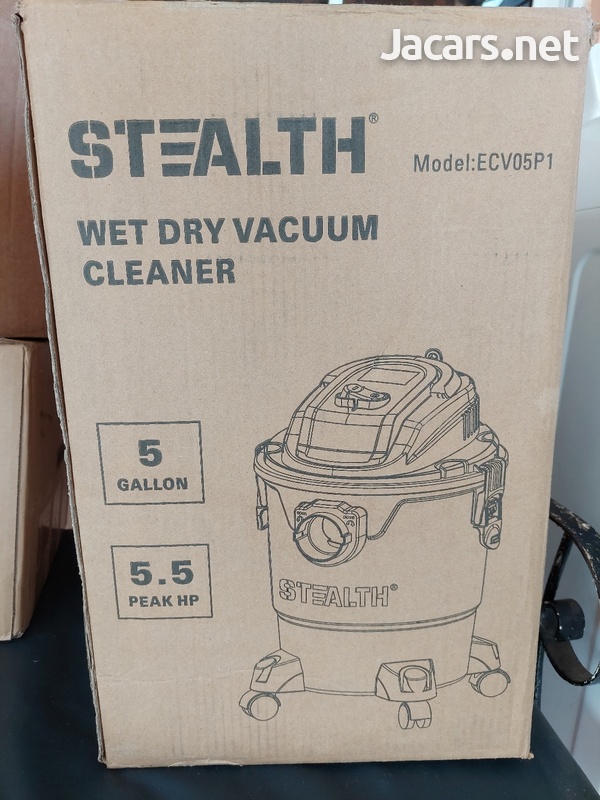 Jacars.net
STEALTH®
Model:ECV05P1
WET DRY VACUUM
CLEANER
5
GALLON
5.5
PEAK HP
STEALTH®